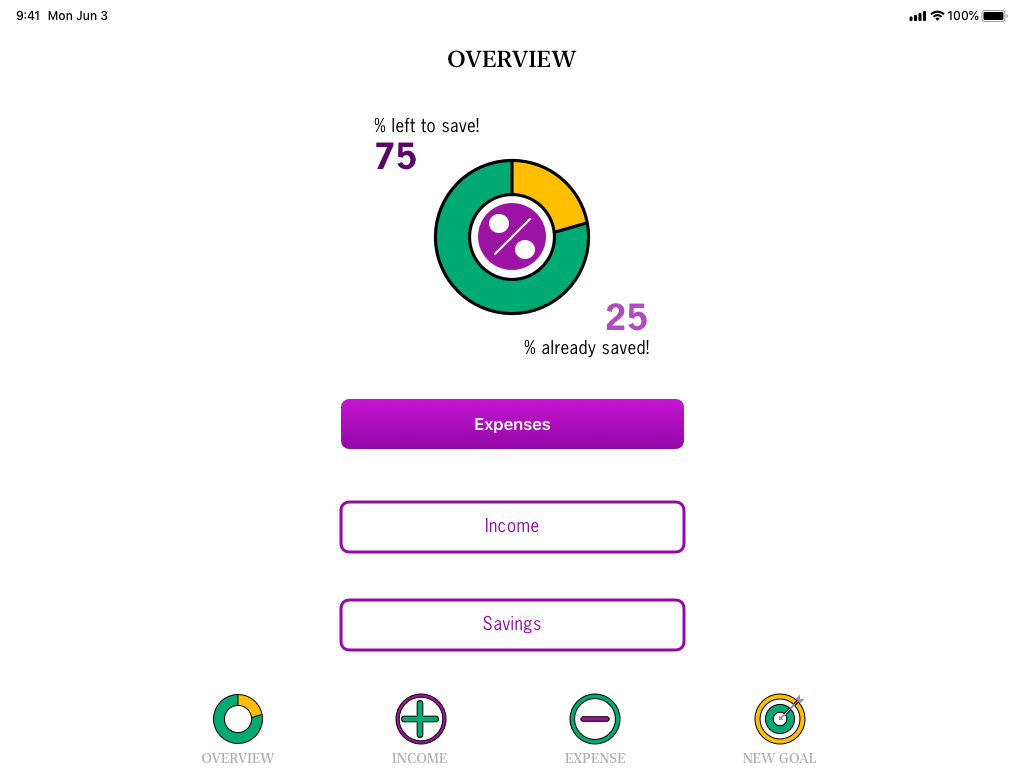 9:41 Mon Jun 3
100%
OVERVIEW
% left to save!
75
25
% already saved!
Expenses
Income
Savings
OVERVIEW
INCOME
EXPENSE
NEW GOAL